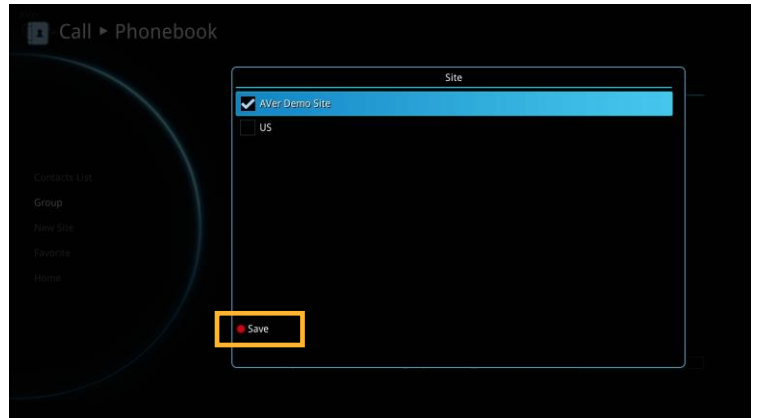 Call ► Phonebook
Site
AVer Demo Site
US
Contacts List
Group
New Site
Favorite
Home
Save